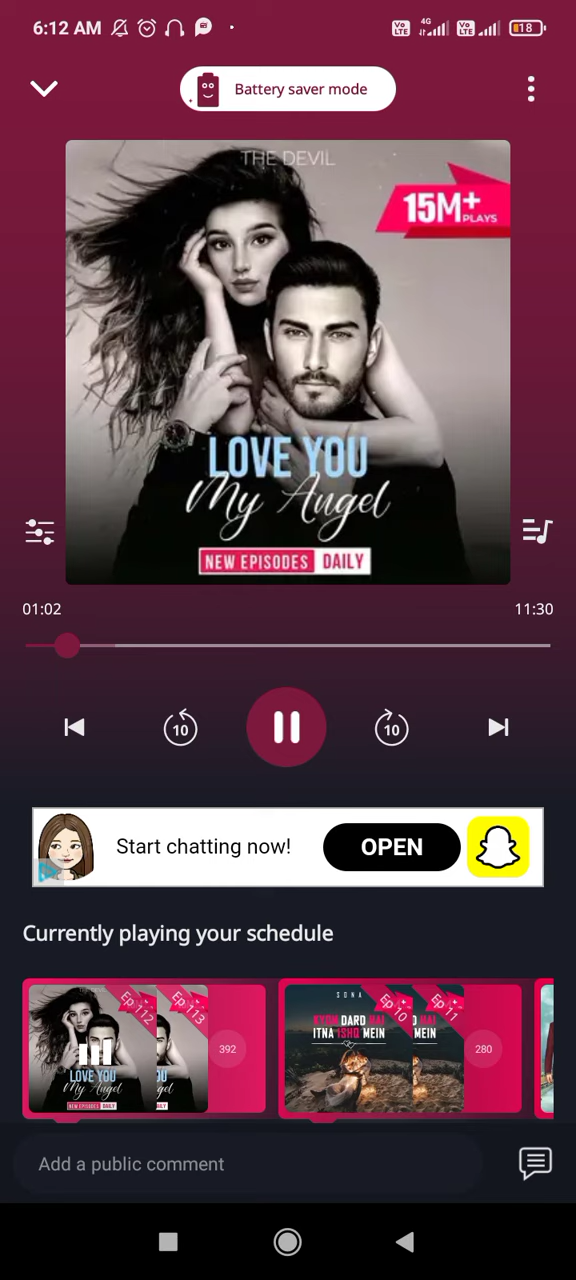 6:12 AM
Vo LTE 4G Vo LTE 18
Battery saver mode
THE DEVIL
15M+ PLAYS
LOVE YOU
My Angel
NEW EPISODES DAILY
01:02 11:30
10 10
Start chatting now! OPEN
Currently playing your schedule
Ep 112 Ep 113 392
LOVE YOU
My Angel
NEW EPISODES DAILY
SONA
Ep 10 Ep 11 280
KYON DARD HAI
ITNA ISHQ MEIN
Add a public comment